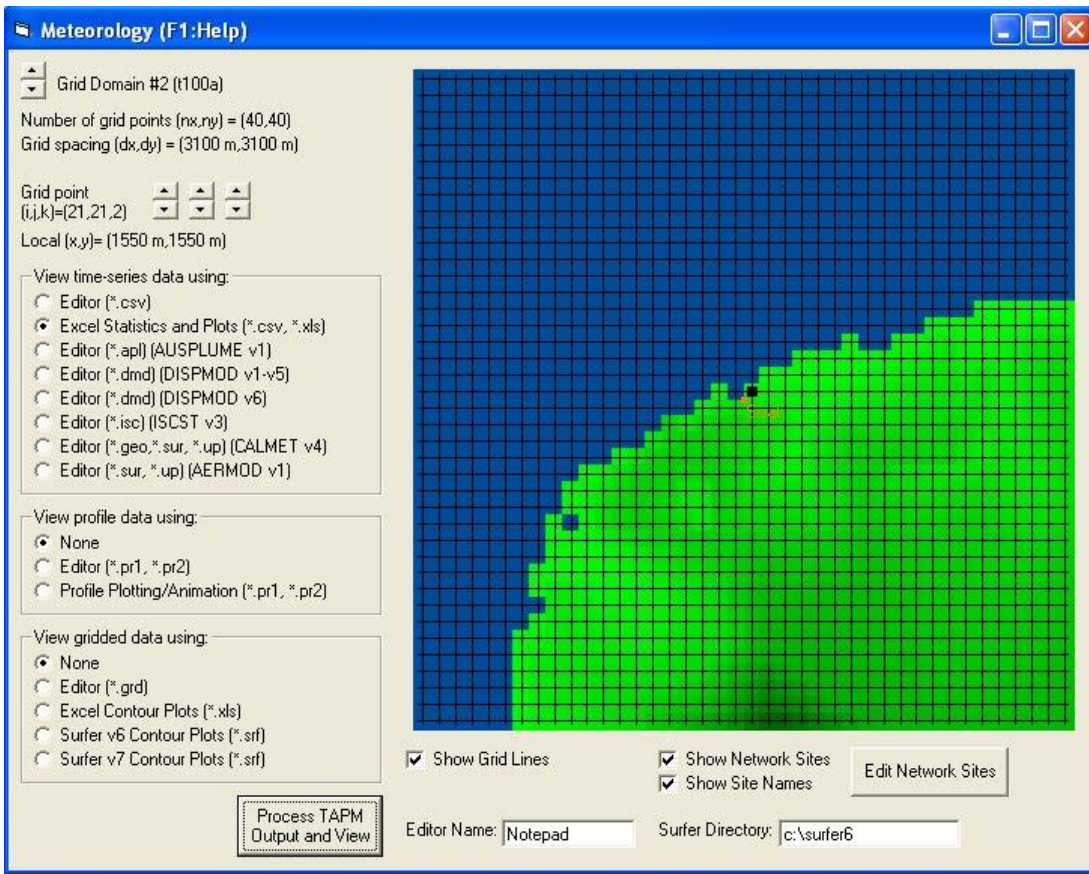 Meteorology (F1:Help)
Grid Domain #2 (t100a)
Number of grid points (nx,ny) = (40,40)
Grid spacing (dx,dy) = (3100 m,3100 m)
Grid point
(i,j,k)=(21,21,2)
Local (x,y)= (1550 m,1550 m)
View time-series data using:
Editor (*.csv)
Excel Statistics and Plots (*.csv, *.xls)
Editor (*.apl) (AUSPLUME v1)
Editor (*.dmd) (DISPMOD v1-v5)
Editor (*.dmd) (DISPMOD v6)
Editor (*.isc) (ISCST v3)
Editor (*.geo,*.sur, *.up) (CALMET v4)
Editor (*.sur, *.up) (AERMOD v1)
View profile data using:
None
Editor (*.pr1, *.pr2)
Profile Plotting/Animation (*.pr1, *.pr2)
View gridded data using:
None
Editor (*.grd)
Excel Contour Plots (*.xls)
Surfer v6 Contour Plots (*.srf)
Surfer v7 Contour Plots (*.srf)
Process TAPM
Output and View
Show Grid Lines
Show Network Sites
Show Site Names
Edit Network Sites
Editor Name: Notepad
Surfer Directory: c:\surfer6